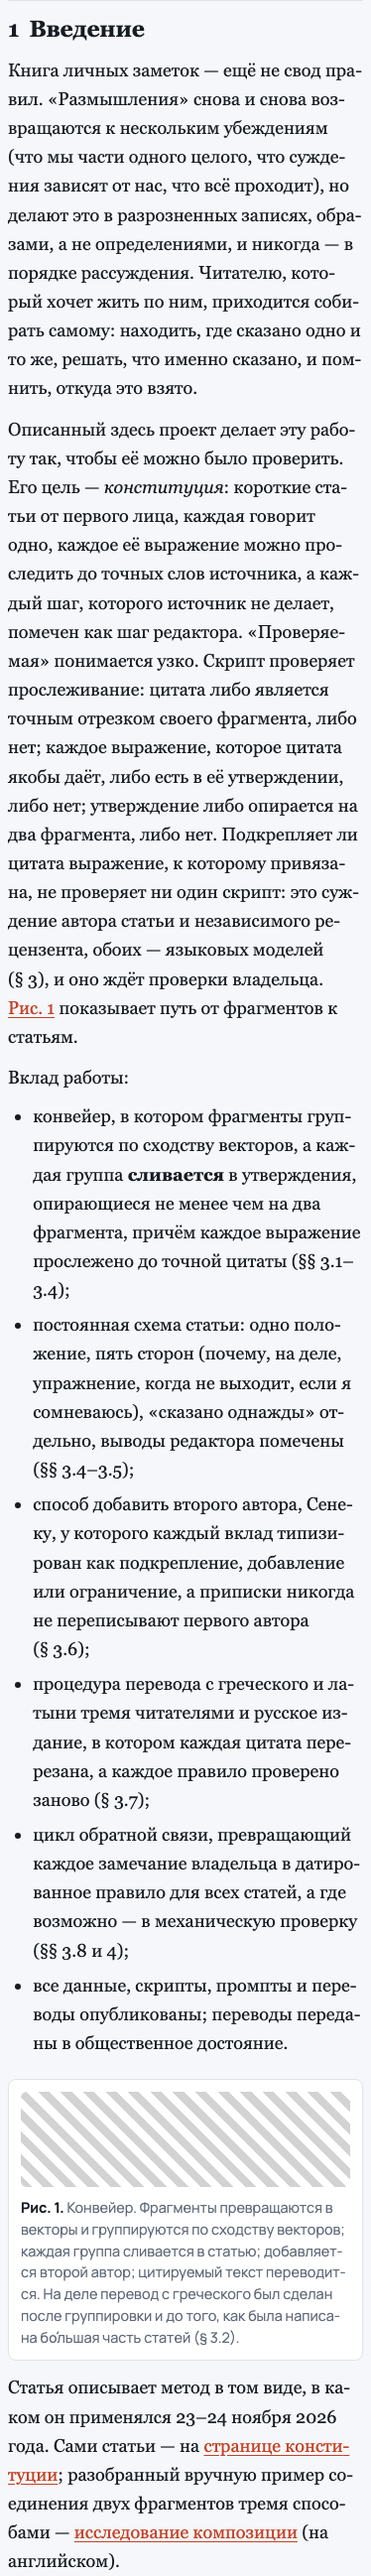 1 Введение
Книга личных заметок — ещё не свод пра-
вил. «Размышления» снова и снова воз-
вращаются к нескольким убеждениям
(что мы части одного целого, что сужде-
ния зависят от нас, что всё проходит), но
делают это в разрозненных записях, обра-
зами, а не определениями, и никогда — в
порядке рассуждения. Читателю, кото-
рый хочет жить по ним, приходится соби-
рать самому: находить, где сказано одно и
то же, решать, что именно сказано, и пом-
нить, откуда это взято.
Описанный здесь проект делает эту рабо-
ту так, чтобы её можно было проверить.
Его цель — конституция: короткие ста-
тьи от первого лица, каждая говорит
одно, каждое её выражение можно про-
следить до точных слов источника, а каж-
дый шаг, которого источник не делает,
помечен как шаг редактора. «Проверяе-
мая» понимается узко. Скрипт проверяет
прослеживание: цитата либо является
точным отрезком своего фрагмента, либо
нет; каждое выражение, которое цитата
якобы даёт, либо есть в её утверждении,
либо нет; утверждение либо опирается на
два фрагмента, либо нет. Подкрепляет ли
цитата выражение, к которому привяза-
на, не проверяет ни один скрипт: это суж-
дение автора статьи и независимого ре-
цензента, обоих — языковых моделей
(§ 3), и оно ждёт проверки владельца.
Рис. 1 показывает путь от фрагментов к
статьям.
Вклад работы:
• конвейер, в котором фрагменты груп-
пируются по сходству векторов, а каж-
дая группа сливается в утверждения,
опирающиеся не менее чем на два
фрагмента, причём каждое выражение
прослежено до точной цитаты (§§ 3.1–
3.4);
• постоянная схема статьи: одно поло-
жение, пять сторон (почему, на деле,
упражнение, когда не выходит, если я
сомневаюсь), «сказано однажды» от-
дельно, выводы редактора помечены
(§§ 3.4–3.5);
• способ добавить второго автора, Сене-
ку, у которого каждый вклад типизи-
рован как подкрепление, добавление
или ограничение, а приписки никогда
не переписывают первого автора
(§ 3.6);
• процедура перевода с греческого и ла-
тыни тремя читателями и русское из-
дание, в котором каждая цитата пере-
резана, а каждое правило проверено
заново (§ 3.7);
• цикл обратной связи, превращающий
каждое замечание владельца в датиро-
ванное правило для всех статей, а где
возможно — в механическую проверку
(§§ 3.8 и 4);
• все данные, скрипты, промпты и пере-
воды опубликованы; переводы переда-
ны в общественное достояние.
Рис. 1. Конвейер. Фрагменты превращаются в
векторы и группируются по сходству векторов;
каждая группа сливается в статью; добавляет-
ся второй автор; цитируемый текст переводит-
ся. На деле перевод с греческого был сделан
после группировки и до того, как была написа-
на бо́льшая часть статей (§ 3.2).
Статья описывает метод в том виде, в ка-
ком он применялся 23–24 ноября 2026
года. Сами статьи — на странице консти-
туции; разобранный вручную пример со-
единения двух фрагментов тремя спосо-
бами — исследование композиции (на
английском).